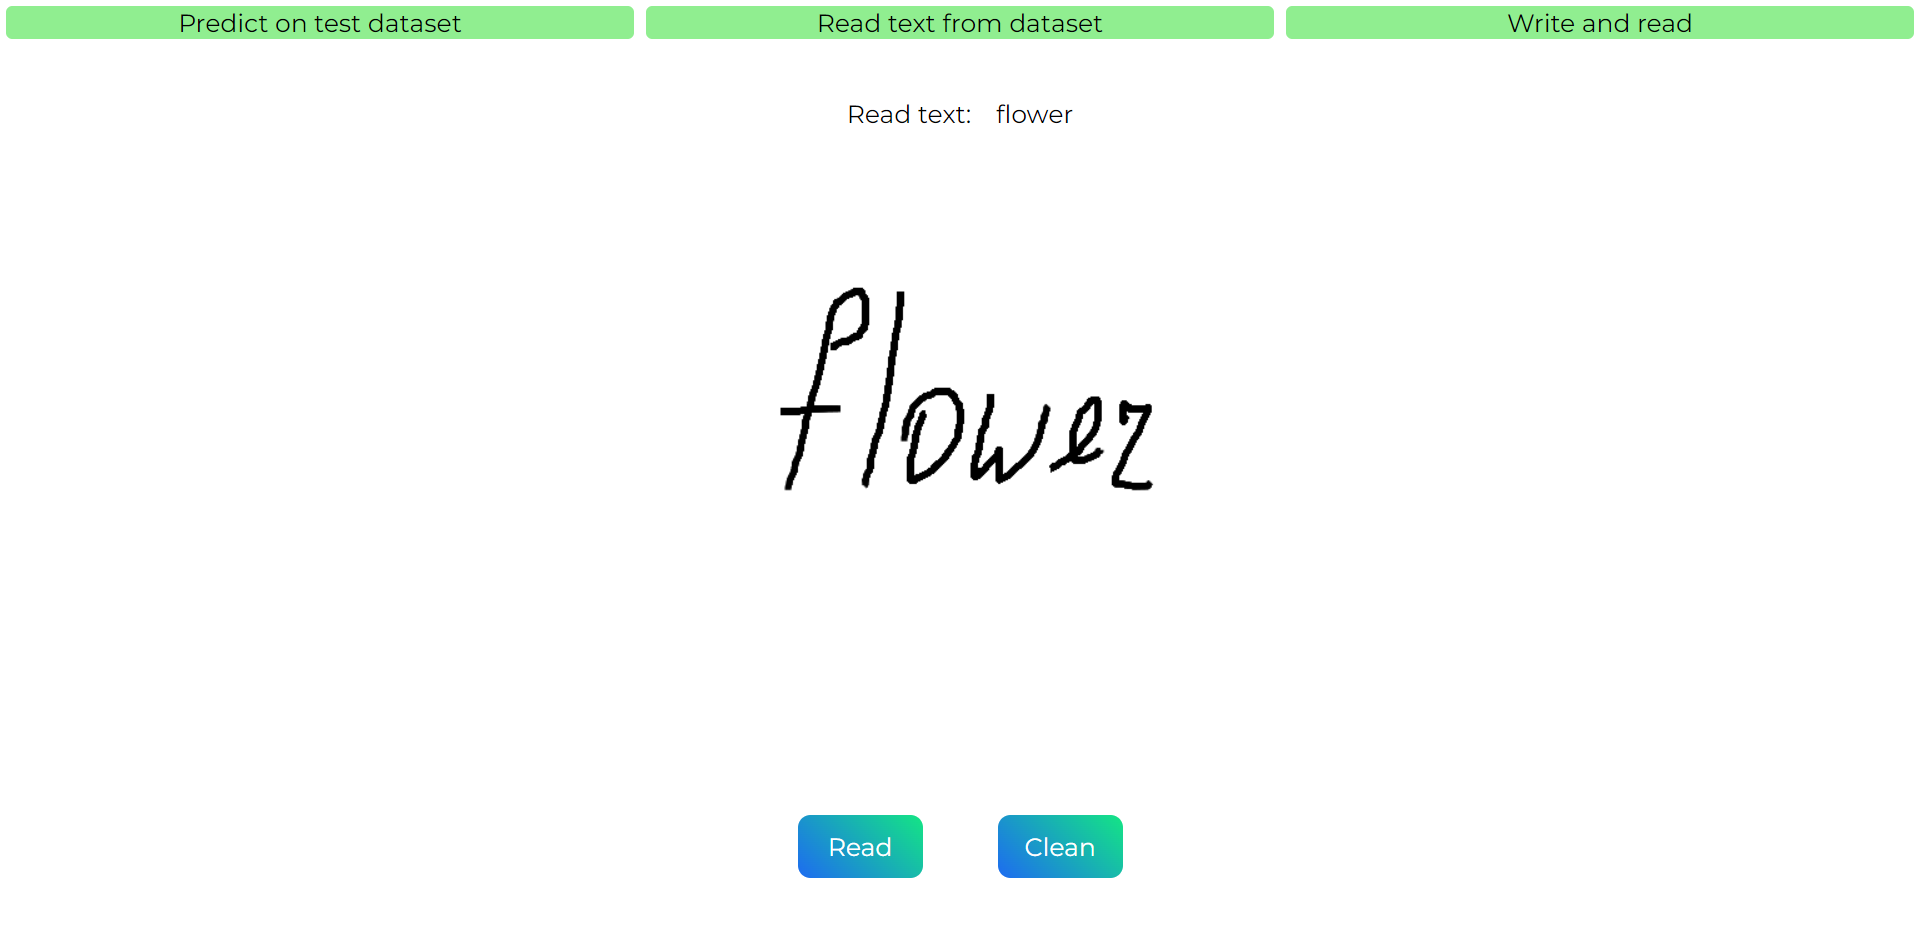 Predict on test dataset Read text from dataset Write and read
Read text: flower
flower
Read Clean